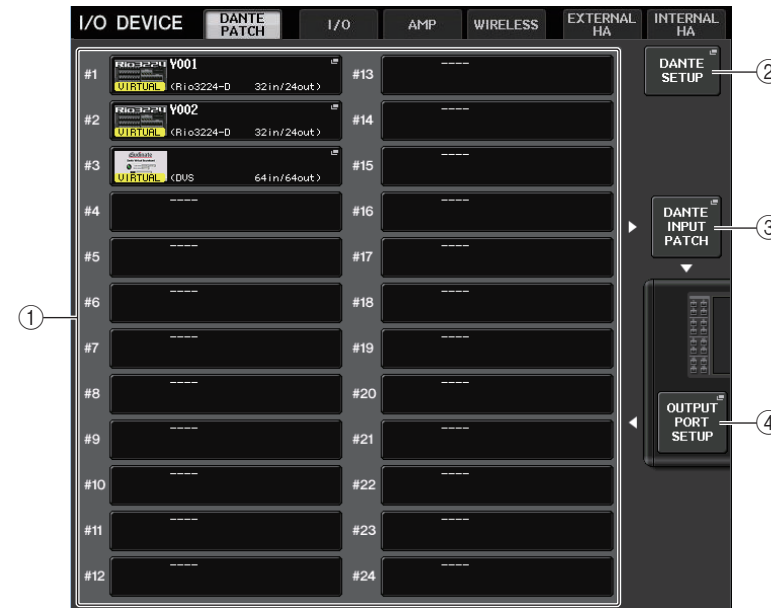 I/O DEVICE
DANTE PATCH
I/O
AMP
WIRELESS
EXTERNAL HA
INTERNAL HA
#1
Rio3224
VIRTUAL
Y001
(Rio3224-D 32in/24out)
#2
Rio3224
VIRTUAL
Y002
(Rio3224-D 32in/24out)
#3
VIRTUAL
(DVS 64in/64out)
#4 ----
#5 ----
#6 ----
#7 ----
#8 ----
#9 ----
#10 ----
#11 ----
#12 ----
#13 ----
#14 ----
#15 ----
#16 ----
#17 ----
#18 ----
#19 ----
#20 ----
#21 ----
#22 ----
#23 ----
#24 ----
DANTE
SETUP
DANTE
INPUT
PATCH
OUTPUT
PORT
SETUP
①
②
③
④